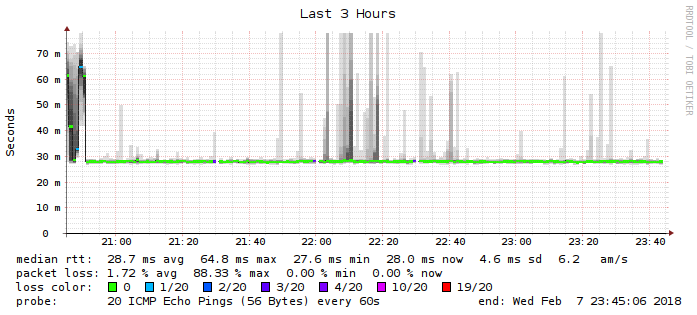 Last 3 Hours
RRDTOOL / TOBI OETIKER
Seconds
70 m
60 m
50 m
40 m
30 m
20 m
10 m
0
21:00 21:20 21:40 22:00 22:20 22:40 23:00 23:20 23:40
median rtt: 28.7 ms avg 64.8 ms max 27.6 ms min 28.0 ms now 4.6 ms sd 6.2 am/s
packet loss: 1.72 % avg 88.33 % max 0.00 % min 0.00 % now
loss color: 0 1/20 2/20 3/20 4/20 10/20 19/20
probe: 20 ICMP Echo Pings (56 Bytes) every 60s end: Wed Feb 7 23:45:06 2018